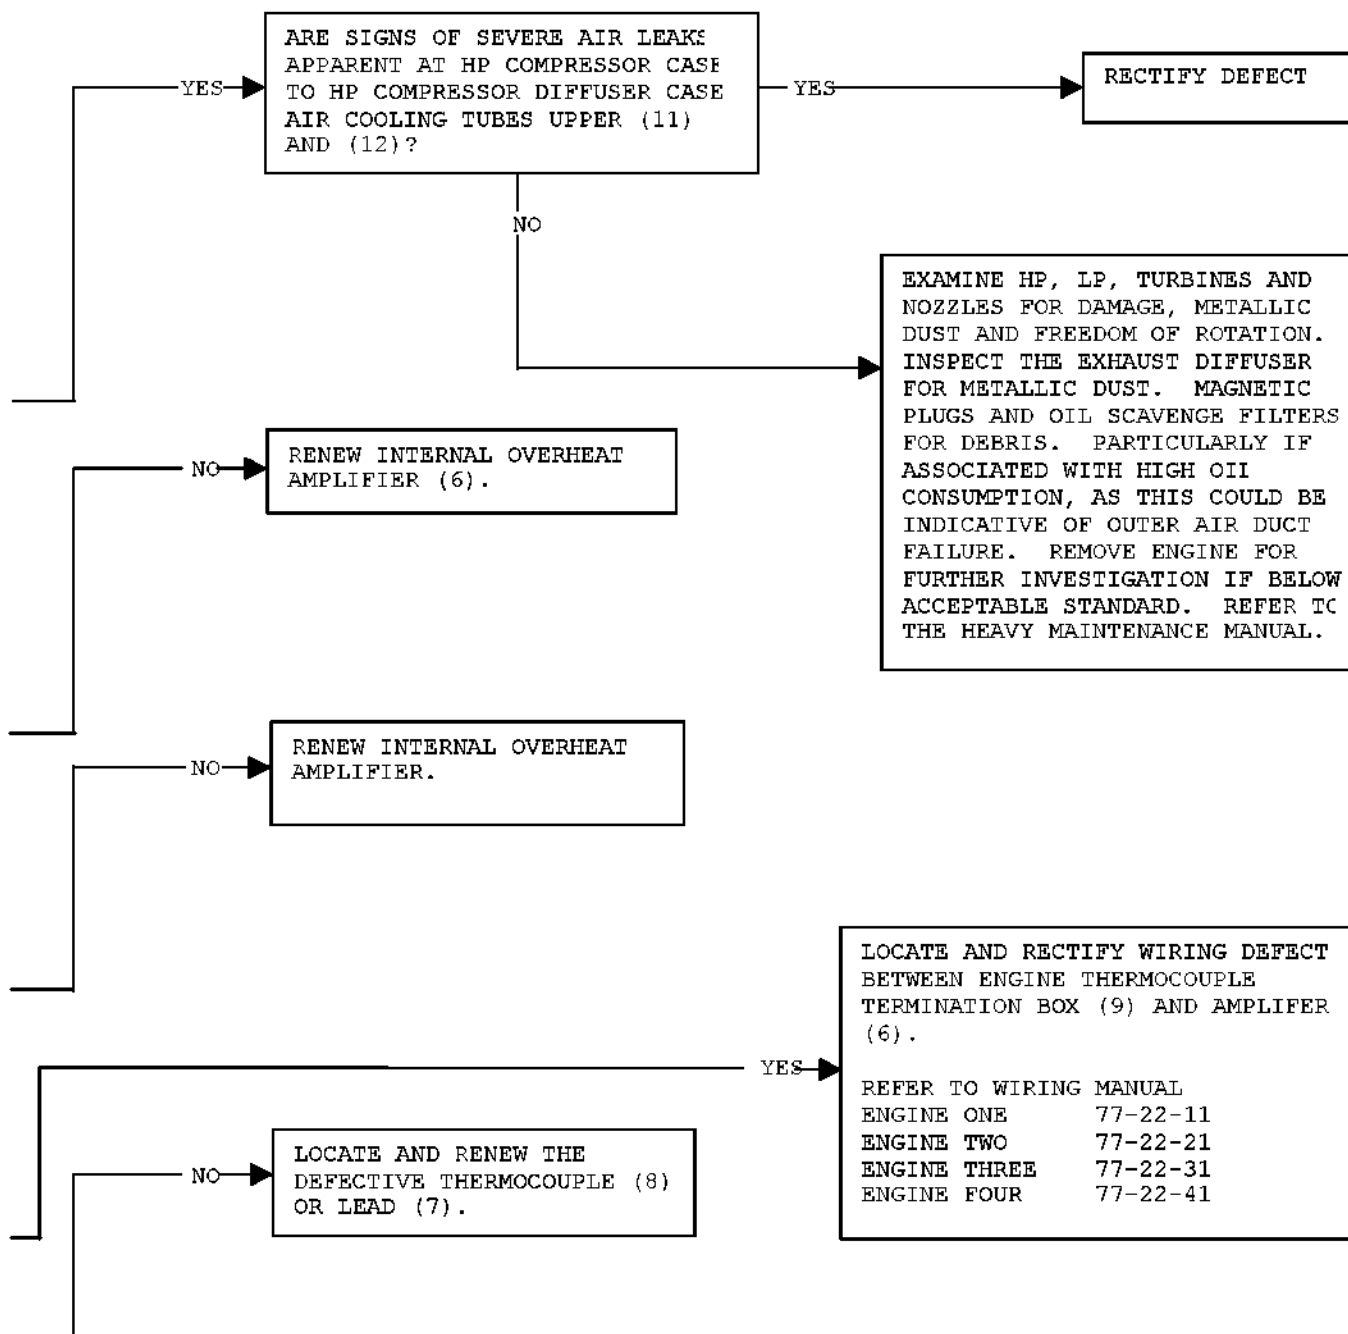 YES
ARE SIGNS OF SEVERE AIR LEAKS
APPARENT AT HP COMPRESSOR CASE
TO HP COMPRESSOR DIFFUSER CASE
AIR COOLING TUBES UPPER (11)
AND (12)?
YES
RECTIFY DEFECT
NO
EXAMINE HP, LP, TURBINES AND
NOZZLES FOR DAMAGE, METALLIC
DUST AND FREEDOM OF ROTATION.
INSPECT THE EXHAUST DIFFUSER
FOR METALLIC DUST. MAGNETIC
PLUGS AND OIL SCAVENGE FILTERS
FOR DEBRIS. PARTICULARLY IF
ASSOCIATED WITH HIGH OIL
CONSUMPTION, AS THIS COULD BE
INDICATIVE OF OUTER AIR DUCT
FAILURE. REMOVE ENGINE FOR
FURTHER INVESTIGATION IF BELOW
ACCEPTABLE STANDARD. REFER TO
THE HEAVY MAINTENANCE MANUAL.
NO
RENEW INTERNAL OVERHEAT
AMPLIFIER (6).
NO
RENEW INTERNAL OVERHEAT
AMPLIFIER.
YES
LOCATE AND RECTIFY WIRING DEFECT
BETWEEN ENGINE THERMOCOUPLE
TERMINATION BOX (9) AND AMPLIFER
(6).
REFER TO WIRING MANUAL
ENGINE ONE 77-22-11
ENGINE TWO 77-22-21
ENGINE THREE 77-22-31
ENGINE FOUR 77-22-41
NO
LOCATE AND RENEW THE
DEFECTIVE THERMOCOUPLE (8)
OR LEAD (7).